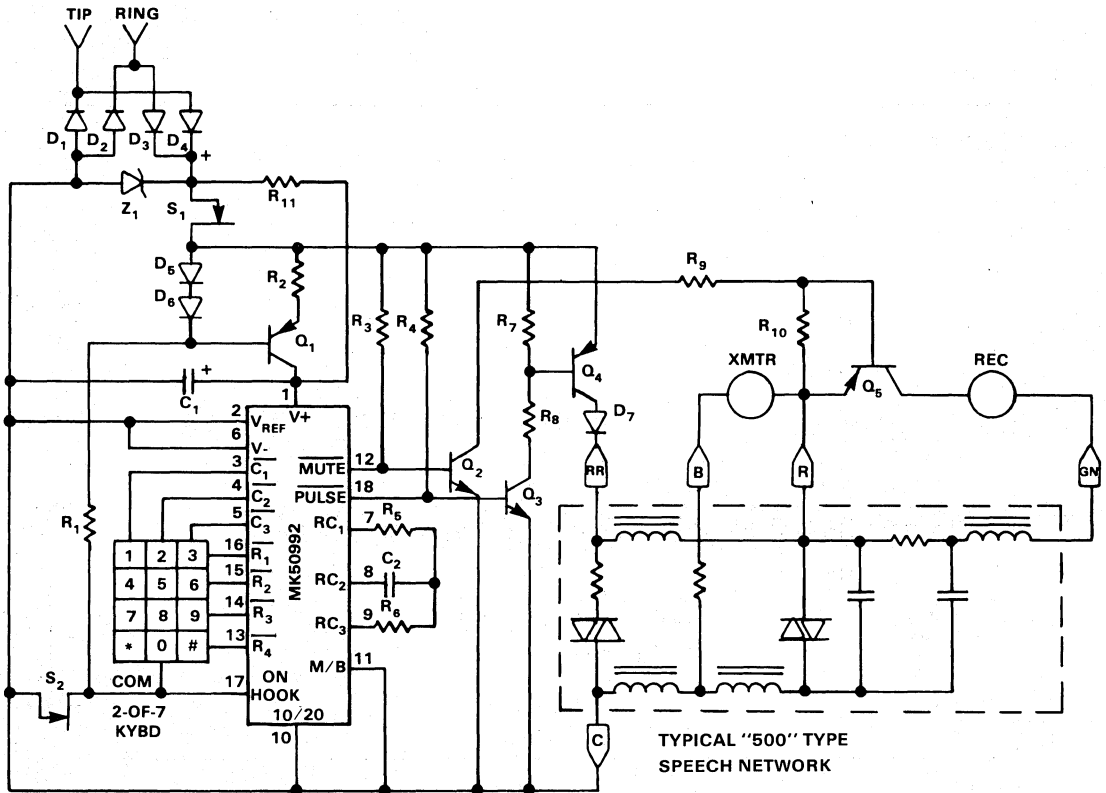 TIP RING
D1 D2 D3 D4
+
Z1 S1 R11
D5
D6
R2
Q1
R3 R4 R7
R9
R10
XMTR REC
Q4
Q5
D7
R8
+
C1
1
V+
2 VREF
6 V-
3 C1
4 C2
5 C3
16 R1
15 R2
14 R3
13 R4
17 ON HOOK
10/20
10
MK50992
MUTE 12
PULSE 18
RC1 7 R5
RC2 8 C2
RC3 9 R6
M/B 11
Q2
Q3
RR B R GN
R1
1 2 3
4 5 6
7 8 9
* 0 #
COM
S2
2-OF-7
KYBD
C
TYPICAL "500" TYPE
SPEECH NETWORK